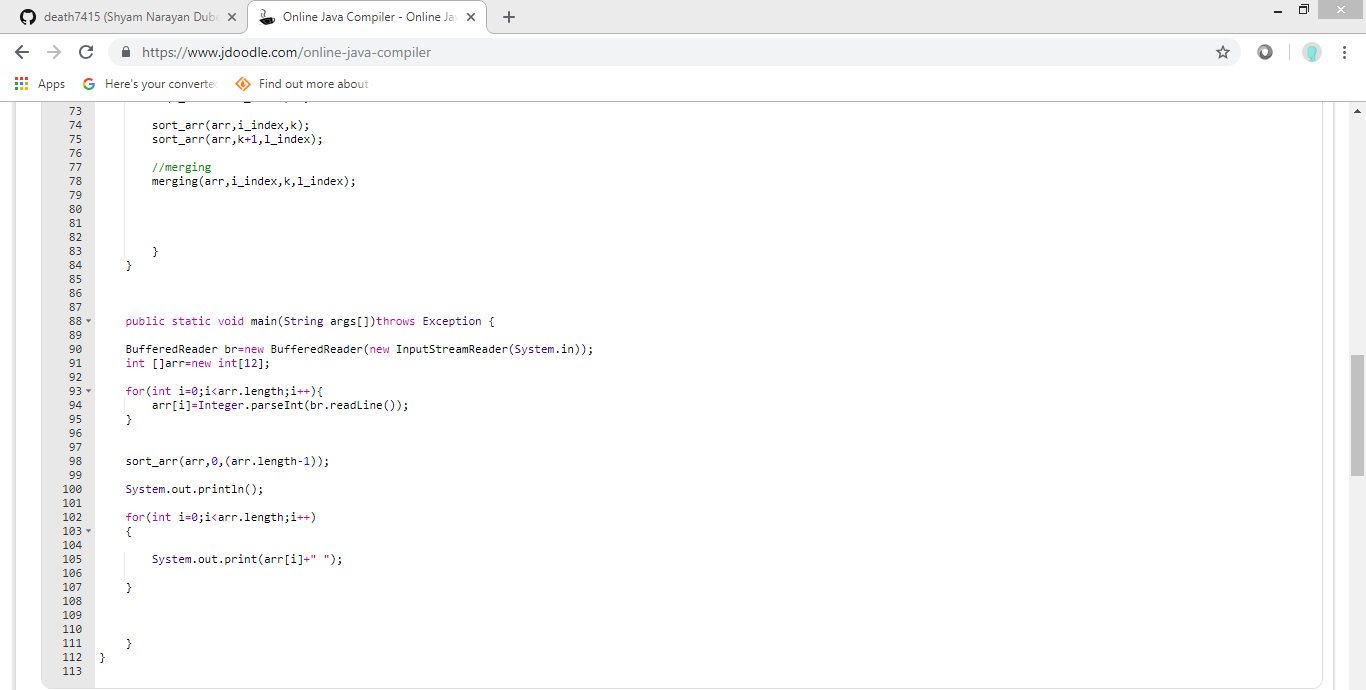 death7415 (Shyam Narayan Dub
Online Java Compiler - Online Ja
https://www.jdoodle.com/online-java-compiler
Apps
Here's your converted
Find out more about
73
74 sort_arr(arr,i_index,k);
75 sort_arr(arr,k+1,l_index);
76
77 //merging
78 merging(arr,i_index,k,l_index);
79
80
81
82
83 }
84 }
85
86
87
88 public static void main(String args[])throws Exception {
89
90 BufferedReader br=new BufferedReader(new InputStreamReader(System.in));
91 int []arr=new int[12];
92
93 for(int i=0;i<arr.length;i++){
94 arr[i]=Integer.parseInt(br.readLine());
95 }
96
97
98 sort_arr(arr,0,(arr.length-1));
99
100 System.out.println();
101
102 for(int i=0;i<arr.length;i++)
103 {
104
105 System.out.print(arr[i]+" ");
106
107 }
108
109
110
111 }
112 }
113